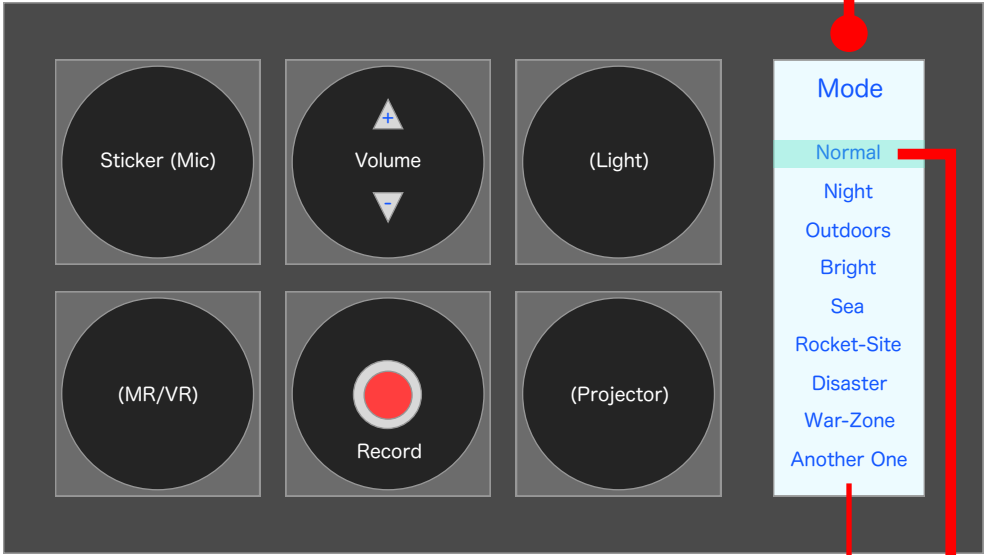 Sticker (Mic)
+
Volume
-
(Light)
(MR/VR)
Record
(Projector)
Mode
Normal
Night
Outdoors
Bright
Sea
Rocket-Site
Disaster
War-Zone
Another One